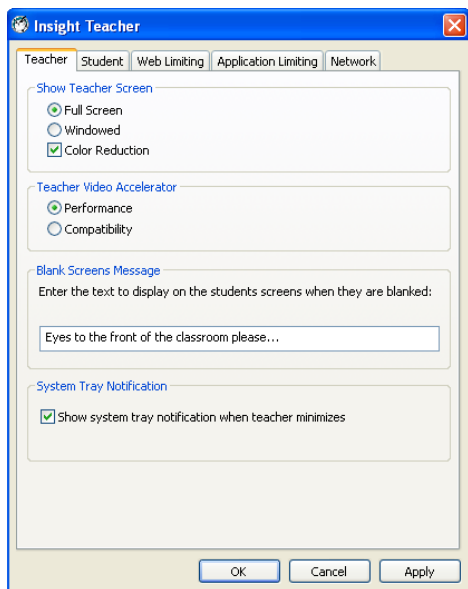 Insight Teacher
Teacher Student Web Limiting Application Limiting Network
Show Teacher Screen
Full Screen
Windowed
Color Reduction
Teacher Video Accelerator
Performance
Compatibility
Blank Screens Message
Enter the text to display on the students screens when they are blanked:
Eyes to the front of the classroom please...
System Tray Notification
Show system tray notification when teacher minimizes
OK Cancel Apply